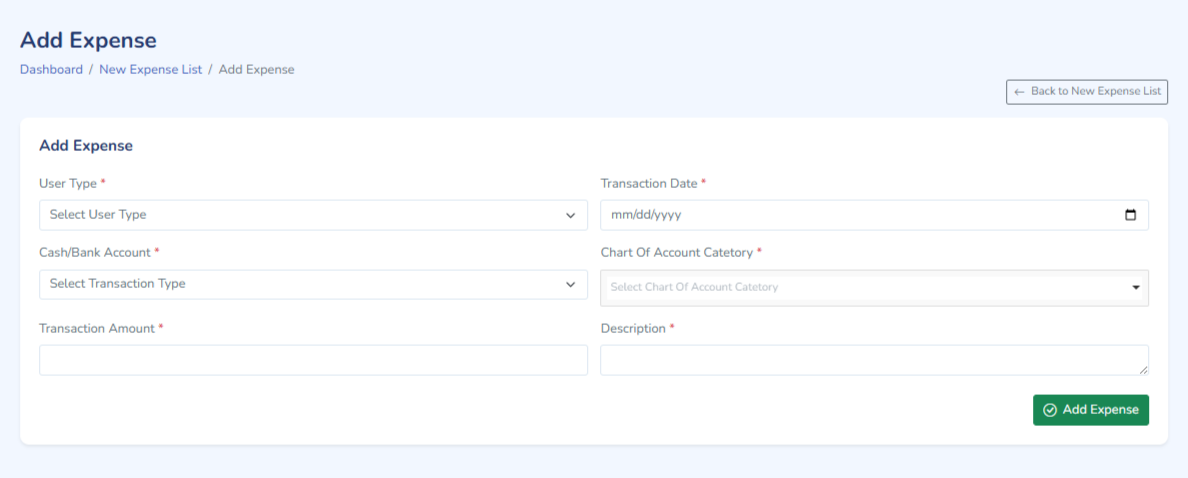 Add Expense
Dashboard / New Expense List / Add Expense
← Back to New Expense List
Add Expense
User Type *
Transaction Date *
Select User Type
mm/dd/yyyy
Cash/Bank Account *
Chart Of Account Catetory *
Select Transaction Type
Select Chart Of Account Catetory
Transaction Amount *
Description *
Add Expense